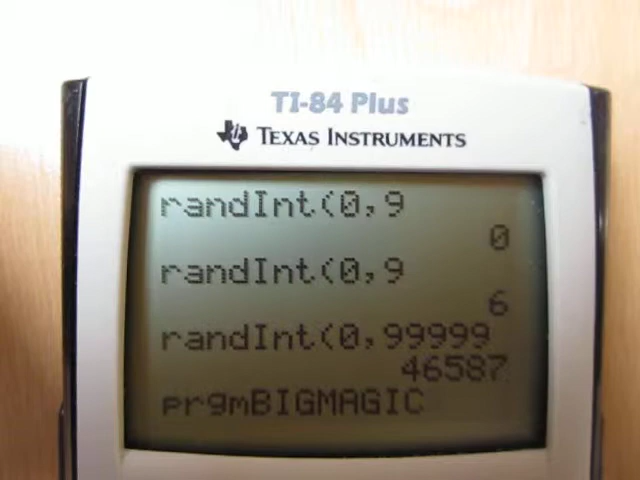 TI-84 Plus
TEXAS INSTRUMENTS
randInt(0,9
0
randInt(0,9
6
randInt(0,99999
46587
prgmBIGMAGIC